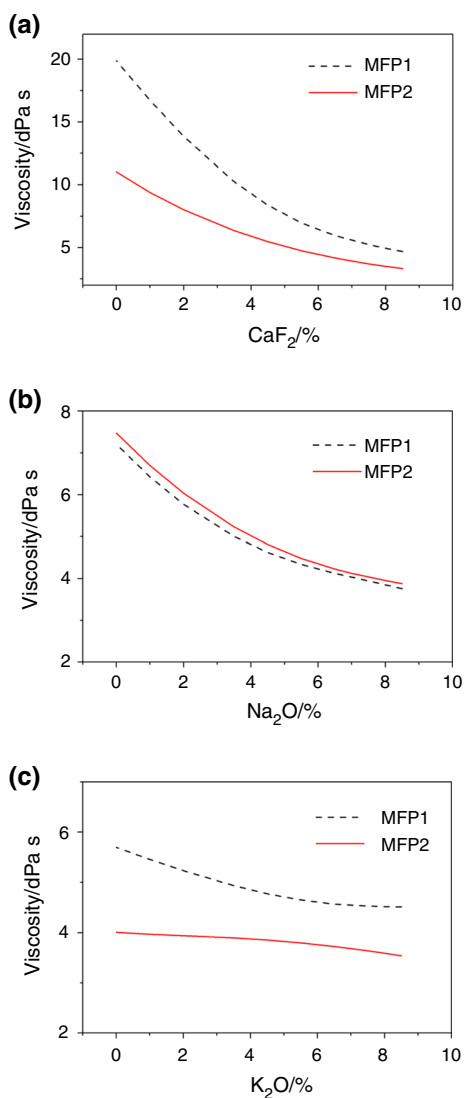 (a)
20
15
10
5
Viscosity/dPa s
MFP1
MFP2
0 2 4 6 8 10
CaF₂/%
(b)
8
6
4
2
Viscosity/dPa s
MFP1
MFP2
0 2 4 6 8 10
Na₂O/%
(c)
6
4
2
Viscosity/dPa s
MFP1
MFP2
0 2 4 6 8 10
K₂O/%